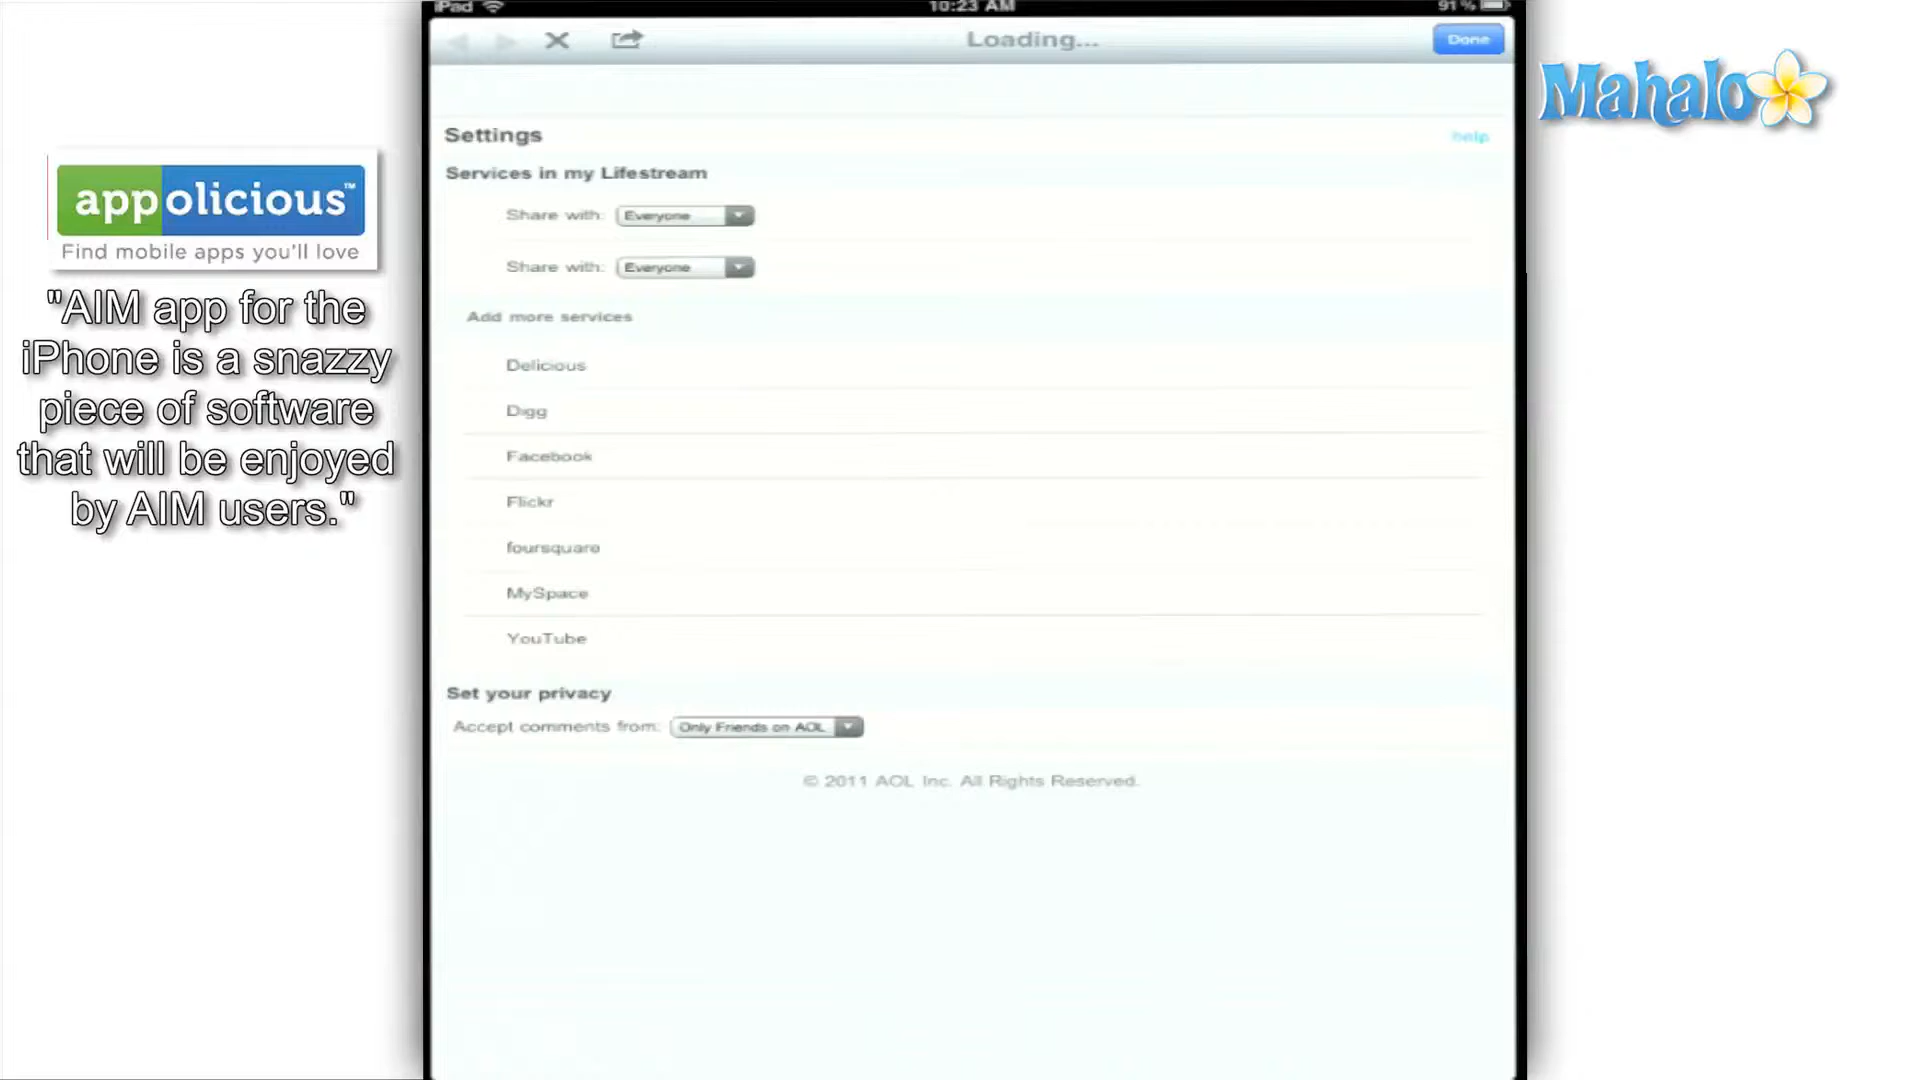 iPad 10:23 AM 91%
Loading...
Done
Mahalo
Settings
help
Services in my Lifestream
Share with: Everyone
Share with: Everyone
Add more services
Delicious
Digg
Facebook
Flickr
foursquare
MySpace
YouTube
Set your privacy
Accept comments from: Only Friends on AOL
© 2011 AOL Inc. All Rights Reserved.
appolicious™
Find mobile apps you'll love
"AIM app for the
iPhone is a snazzy
piece of software
that will be enjoyed
by AIM users."